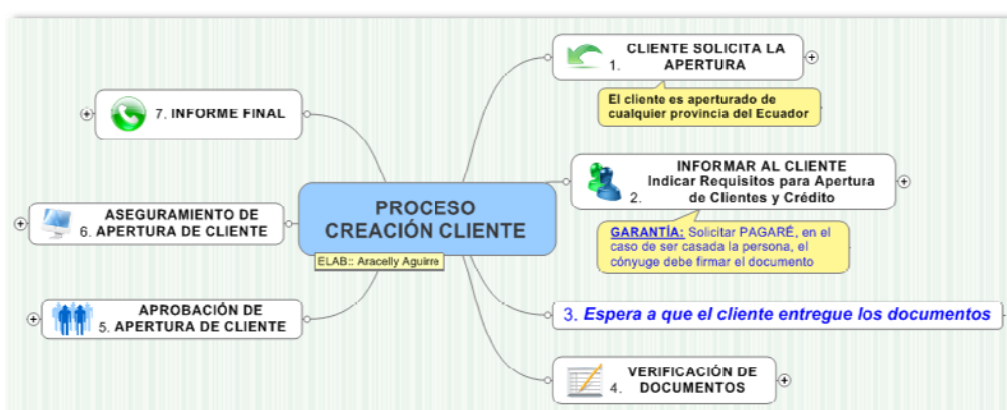 PROCESO
CREACIÓN CLIENTE
ELAB:: Aracelly Aguirre
1. CLIENTE SOLICITA LA
APERTURA
El cliente es aperturado de
cualquier provincia del Ecuador
2. INFORMAR AL CLIENTE
Indicar Requisitos para Apertura
de Clientes y Crédito
GARANTÍA: Solicitar PAGARÉ, en el
caso de ser casada la persona, el
cónyuge debe firmar el documento
3. Espera a que el cliente entregue los documentos
4. VERIFICACIÓN DE
DOCUMENTOS
5. APROBACIÓN DE
APERTURA DE CLIENTE
6. ASEGURAMIENTO DE
APERTURA DE CLIENTE
7. INFORME FINAL